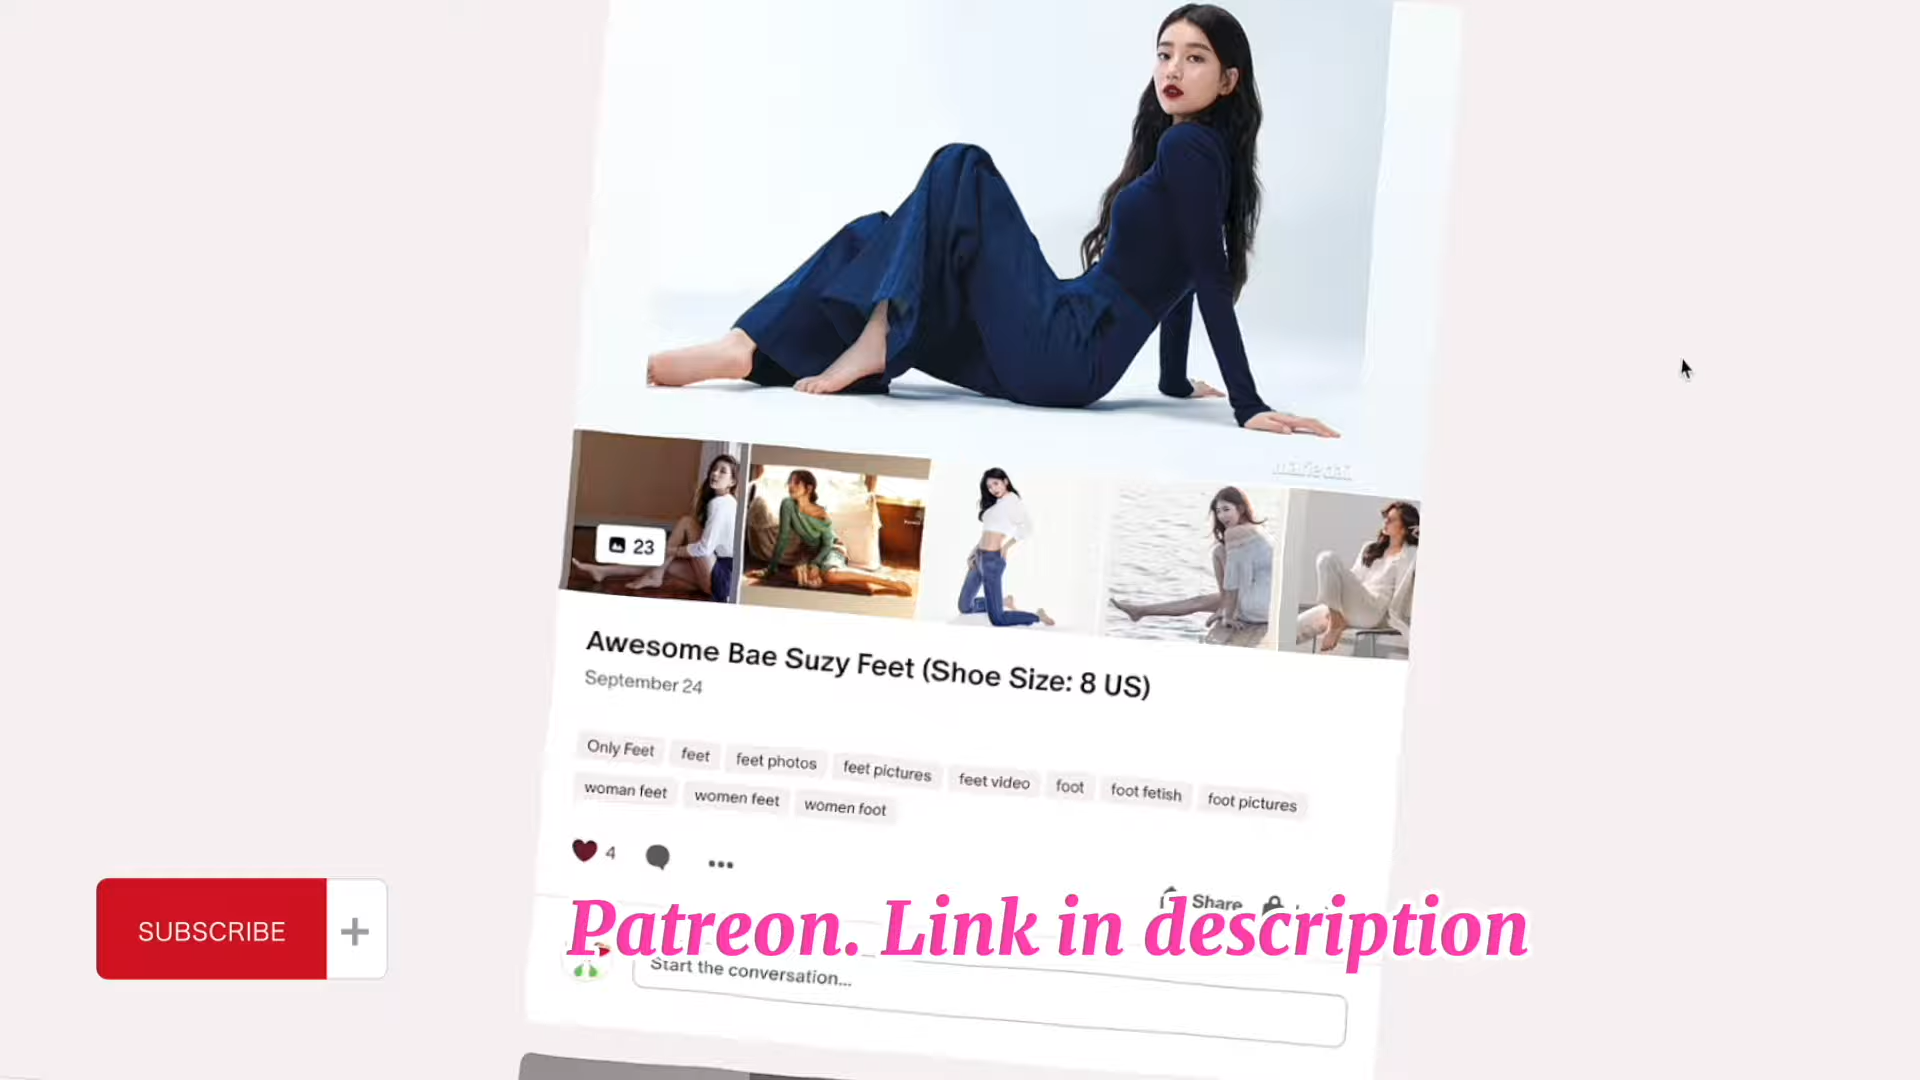 23
Awesome Bae Suzy Feet (Shoe Size: 8 US)
September 24
Only Feet feet feet photos feet pictures feet video foot foot fetish foot pictures
woman feet women feet women foot
4
Share
SUBSCRIBE +
Patreon. Link in description
Start the conversation...